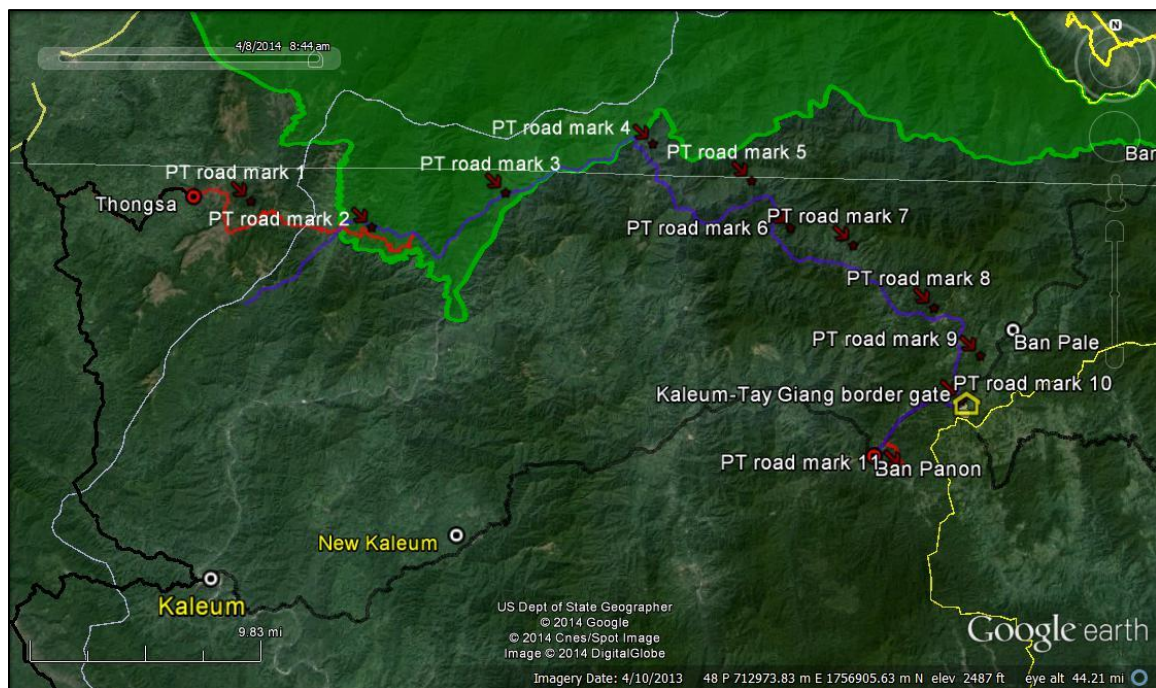 4/8/2014 8:44 am
N
PT road mark 4
PT road mark 3
PT road mark 5
Bar
PT road mark 1
Thongsa
PT road mark 2
PT road mark 7
PT road mark 6
PT road mark 8
PT road mark 9
Ban Pale
PT road mark 10
Kaleum-Tay Giang border gate
PT road mark 11
Ban Panon
New Kaleum
Kaleum
9.83 mi
US Dept of State Geographer
© 2014 Google
© 2014 Cnes/Spot Image
Image © 2014 DigitalGlobe
Google earth
Imagery Date: 4/10/2013 48 P 712973.83 m E 1756905.63 m N elev 2487 ft eye alt 44.21 mi